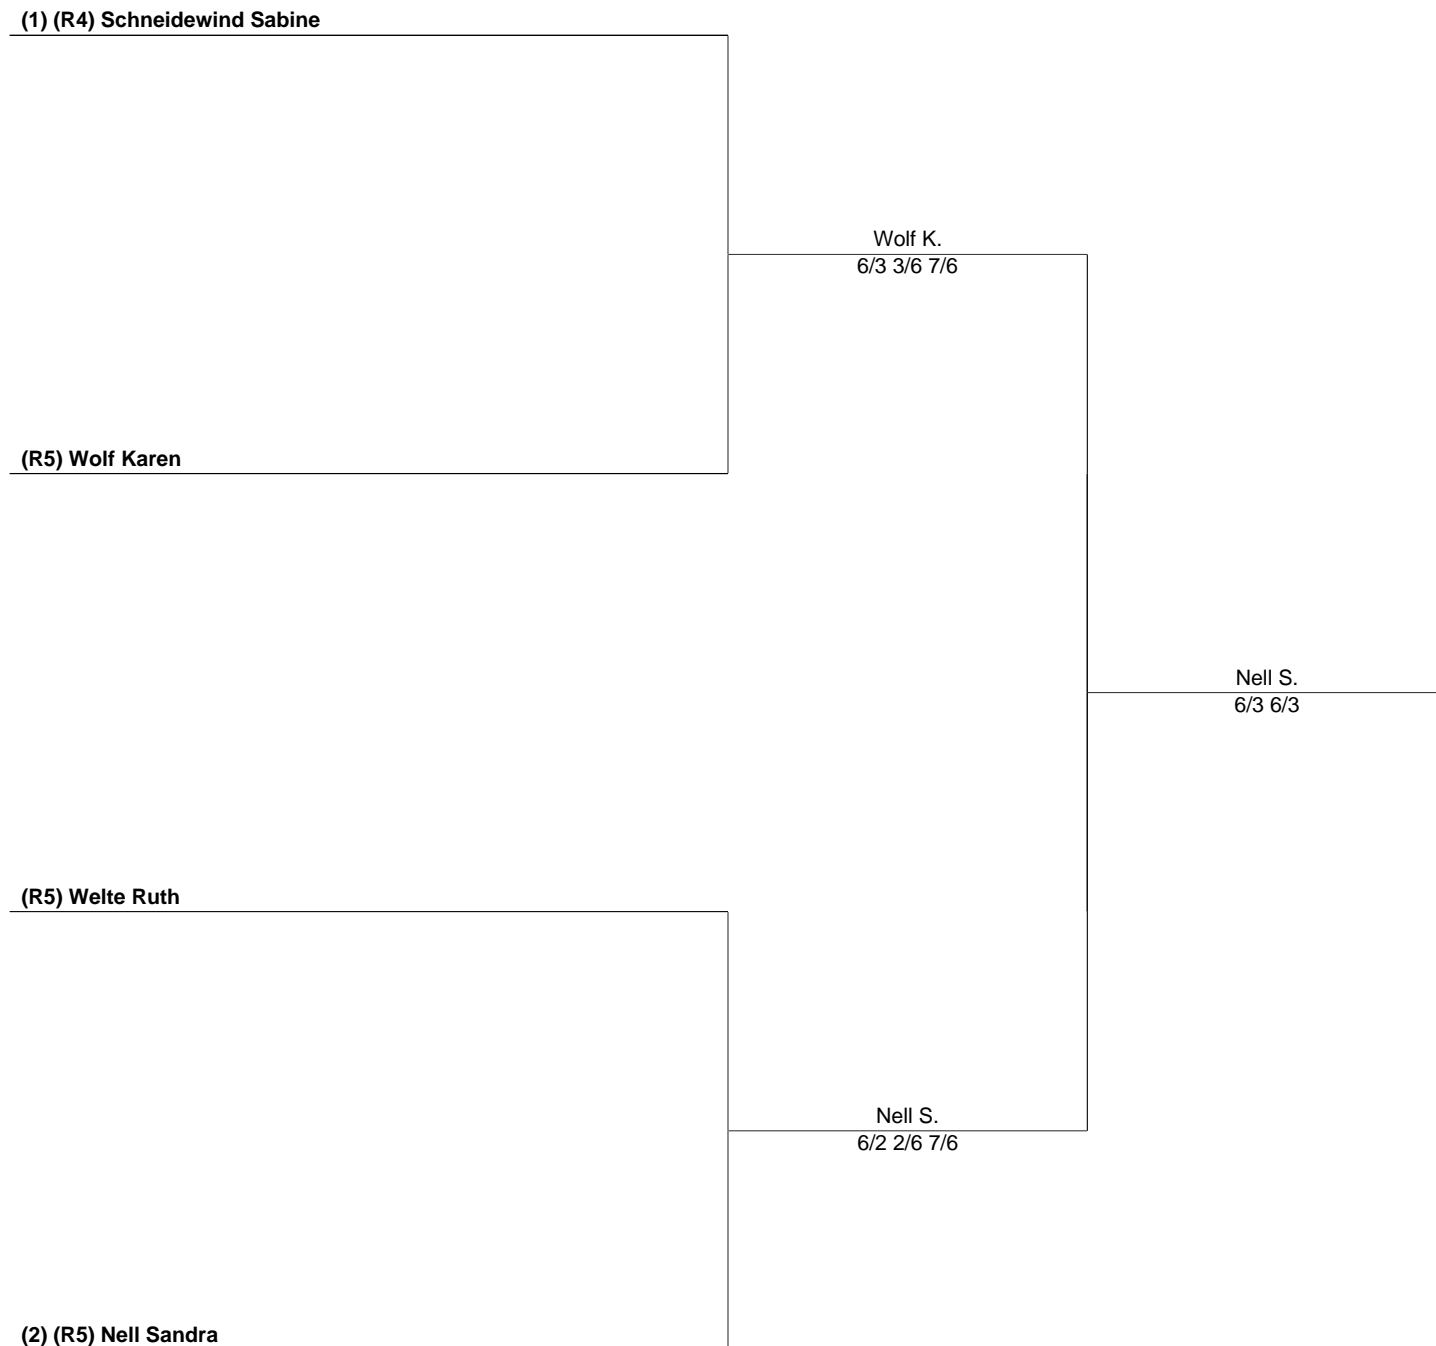 (1) (R4) Schneidewind Sabine
Wolf K.
6/3 3/6 7/6
(R5) Wolf Karen
Nell S.
6/3 6/3
(R5) Welte Ruth
Nell S.
6/2 2/6 7/6
(2) (R5) Nell Sandra